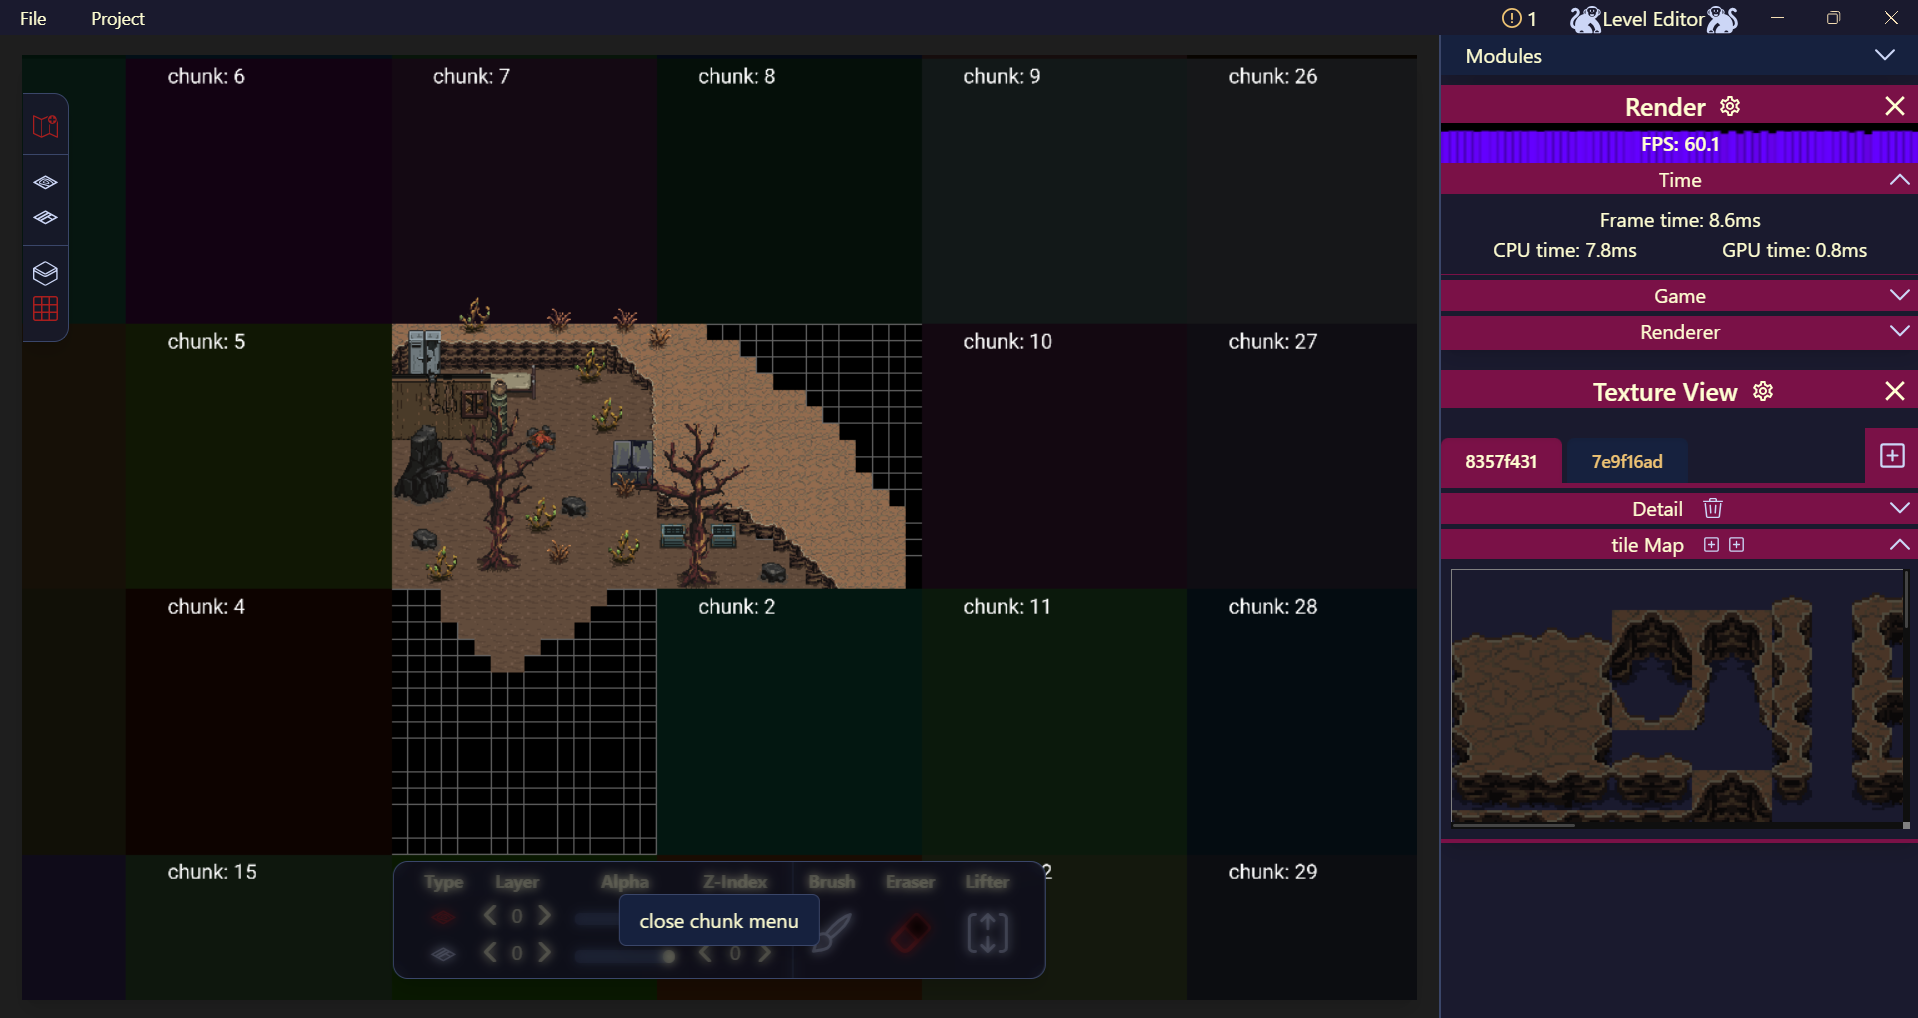 File Project
1 Level Editor
Modules
chunk: 6 chunk: 7 chunk: 8 chunk: 9 chunk: 26
Render
FPS: 60.1
Time
Frame time: 8.6ms
CPU time: 7.8ms GPU time: 0.8ms
Game
Renderer
chunk: 5 chunk: 10 chunk: 27
Texture View
8357f431 7e9f16ad
Detail
tile Map
chunk: 4 chunk: 2 chunk: 11 chunk: 28
chunk: 15 2 chunk: 29
Type Layer Alpha Z-Index Brush Eraser Lifter
0
close chunk menu
0 0